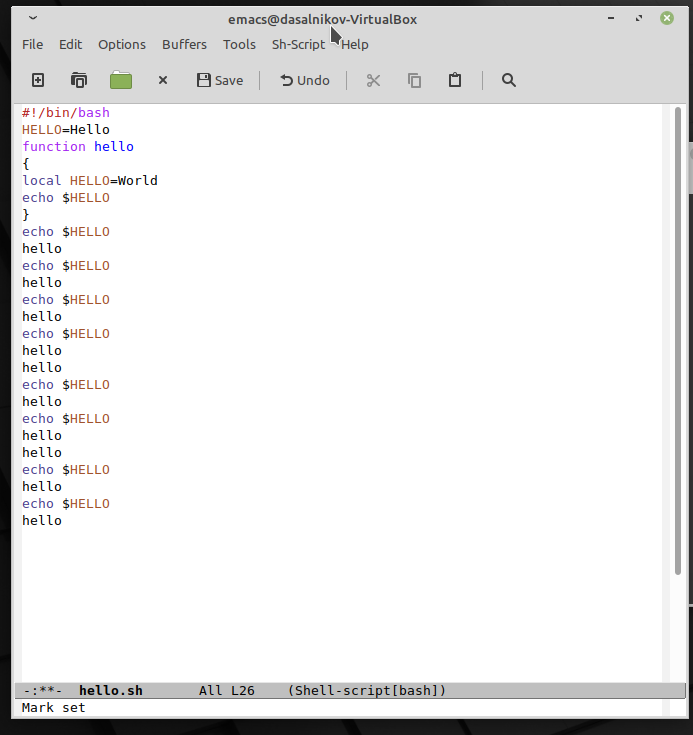 emacs@dasalnikov-VirtualBox
File Edit Options Buffers Tools Sh-Script Help
Save Undo
#!/bin/bash
HELLO=Hello
function hello
{
local HELLO=World
echo $HELLO
}
echo $HELLO
hello
echo $HELLO
hello
echo $HELLO
hello
echo $HELLO
hello
hello
echo $HELLO
hello
echo $HELLO
hello
hello
echo $HELLO
hello
echo $HELLO
hello
-:**- hello.sh All L26 (Shell-script[bash])
Mark set